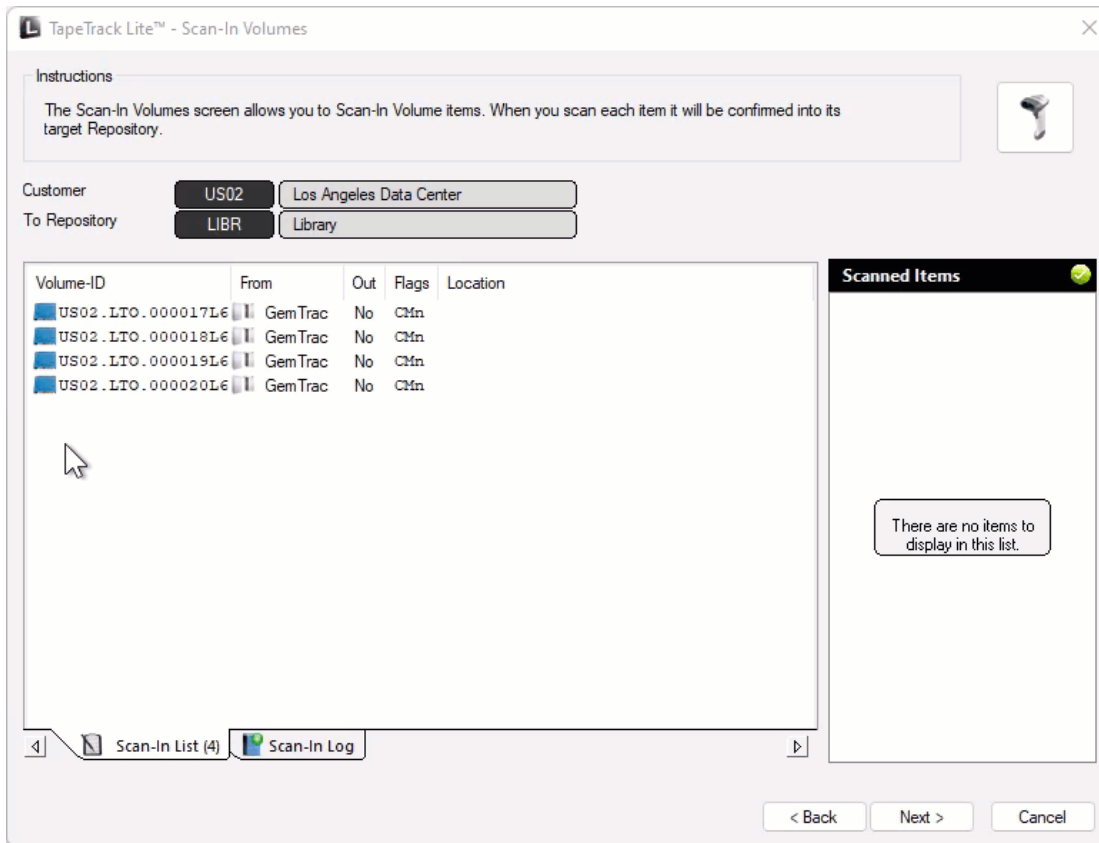 TapeTrack Lite™ - Scan-In Volumes
Instructions
The Scan-In Volumes screen allows you to Scan-In Volume items. When you scan each item it will be confirmed into its
target Repository.
Customer US02 Los Angeles Data Center
To Repository LIBR Library
Volume-ID From Out Flags Location
US02.LTO.000017L6 GemTrac No CMn
US02.LTO.000018L6 GemTrac No CMn
US02.LTO.000019L6 GemTrac No CMn
US02.LTO.000020L6 GemTrac No CMn
Scanned Items
There are no items to
display in this list.
Scan-In List (4) Scan-In Log
< Back Next > Cancel